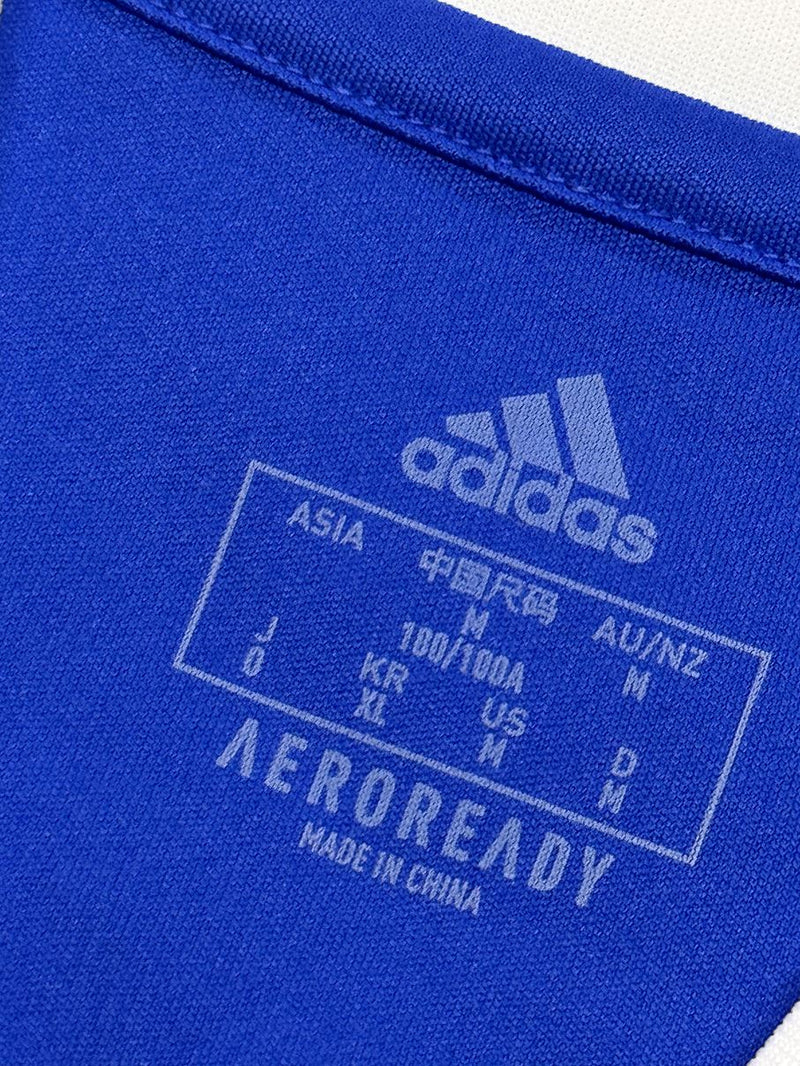 adidas
ASIA 中国尺码 AU/NZ
M M
100/100A
J KR US D
O XL M M
AEROREADY
MADE IN CHINA